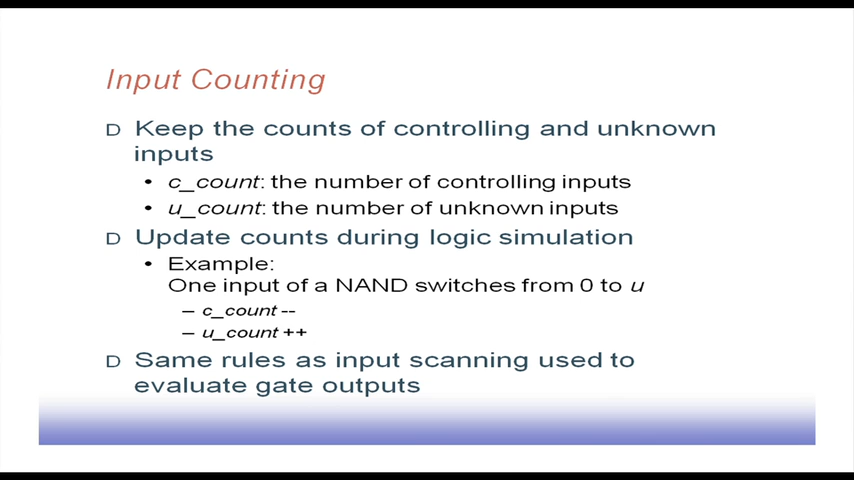 Input Counting
D Keep the counts of controlling and unknown
inputs
• c_count: the number of controlling inputs
• u_count: the number of unknown inputs
D Update counts during logic simulation
• Example:
One input of a NAND switches from 0 to u
– c_count --
– u_count ++
D Same rules as input scanning used to
evaluate gate outputs